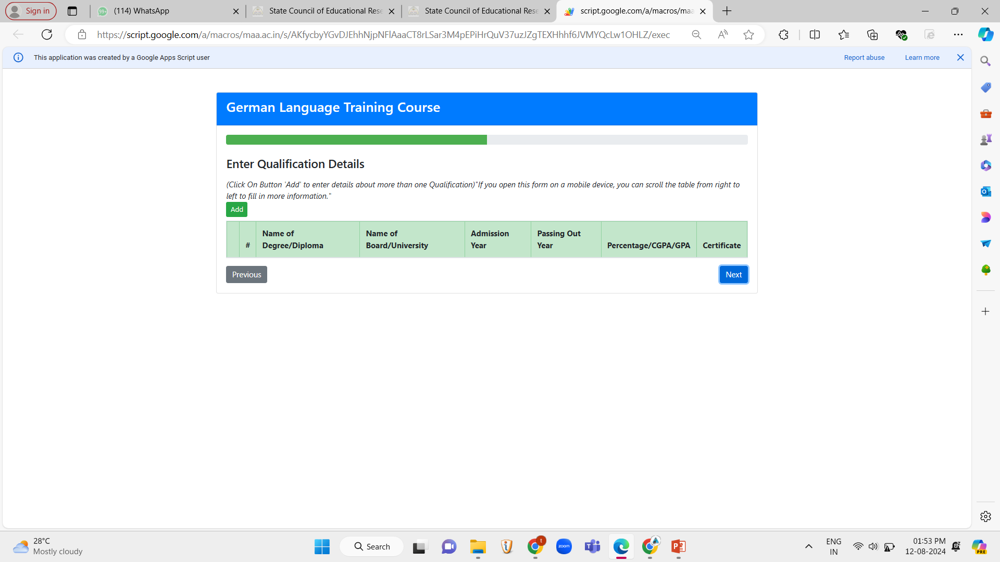 Sign in
99+
(114) WhatsApp
State Council of Educational Rese
State Council of Educational Rese
script.google.com/a/macros/maa
https://script.google.com/a/macros/maa.ac.in/s/AKfycbyYGvDJEhhNjpNFlAaaCT8rLSar3M4pEPiHrQuV37uzJZgTEXHhhf6JVMYQcLw1OHLZ/exec
This application was created by a Google Apps Script user
Report abuse
Learn more
German Language Training Course
Enter Qualification Details
(Click On Button 'Add' to enter details about more than one Qualification)"If you open this form on a mobile device, you can scroll the table from right to
left to fill in more information."
Add
# Name of Degree/Diploma Name of Board/University Admission Year Passing Out Year Percentage/CGPA/GPA Certificate
Previous
Next
28°C
Mostly cloudy
Search
zoom
ENG
IN
01:53 PM
12-08-2024
PRE